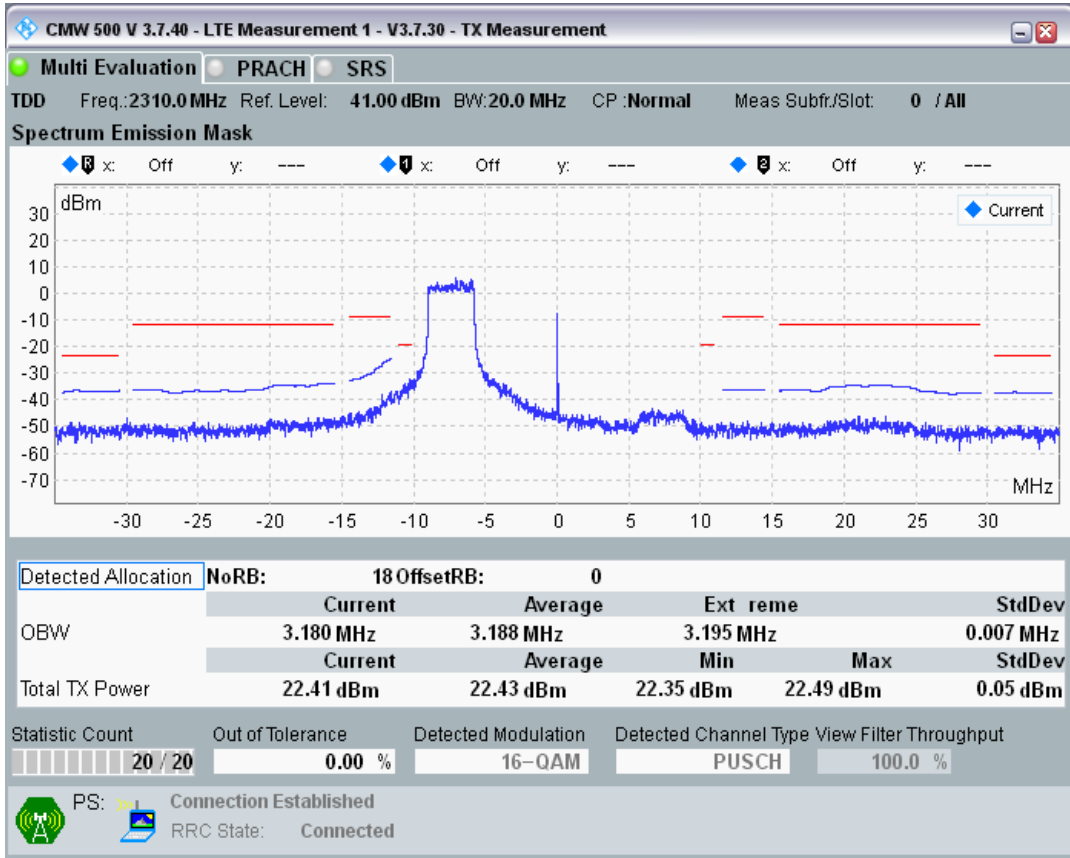 CMW 500 V 3.7.40 - LTE Measurement 1 - V3.7.30 - TX Measurement
Multi Evaluation PRACH SRS
TDD Freq.:2310.0 MHz Ref. Level: 41.00 dBm BW:20.0 MHz CP :Normal Meas Subfr./Slot: 0 / All
Spectrum Emission Mask
R x: Off y: --- 1 x: Off y: --- 2 x: Off y: ---
dBm
Current
30
20
10
0
-10
-20
-30
-40
-50
-60
-70
MHz
-30 -25 -20 -15 -10 -5 0 5 10 15 20 25 30
Detected Allocation NoRB: 18 OffsetRB: 0
Current Average Ext reme StdDev
OBW 3.180 MHz 3.188 MHz 3.195 MHz 0.007 MHz
Current Average Min Max StdDev
Total TX Power 22.41 dBm 22.43 dBm 22.35 dBm 22.49 dBm 0.05 dBm
Statistic Count Out of Tolerance Detected Modulation Detected Channel Type View Filter Throughput
20 / 20 0.00 % 16-QAM PUSCH 100.0 %
PS: Connection Established
RRC State: Connected